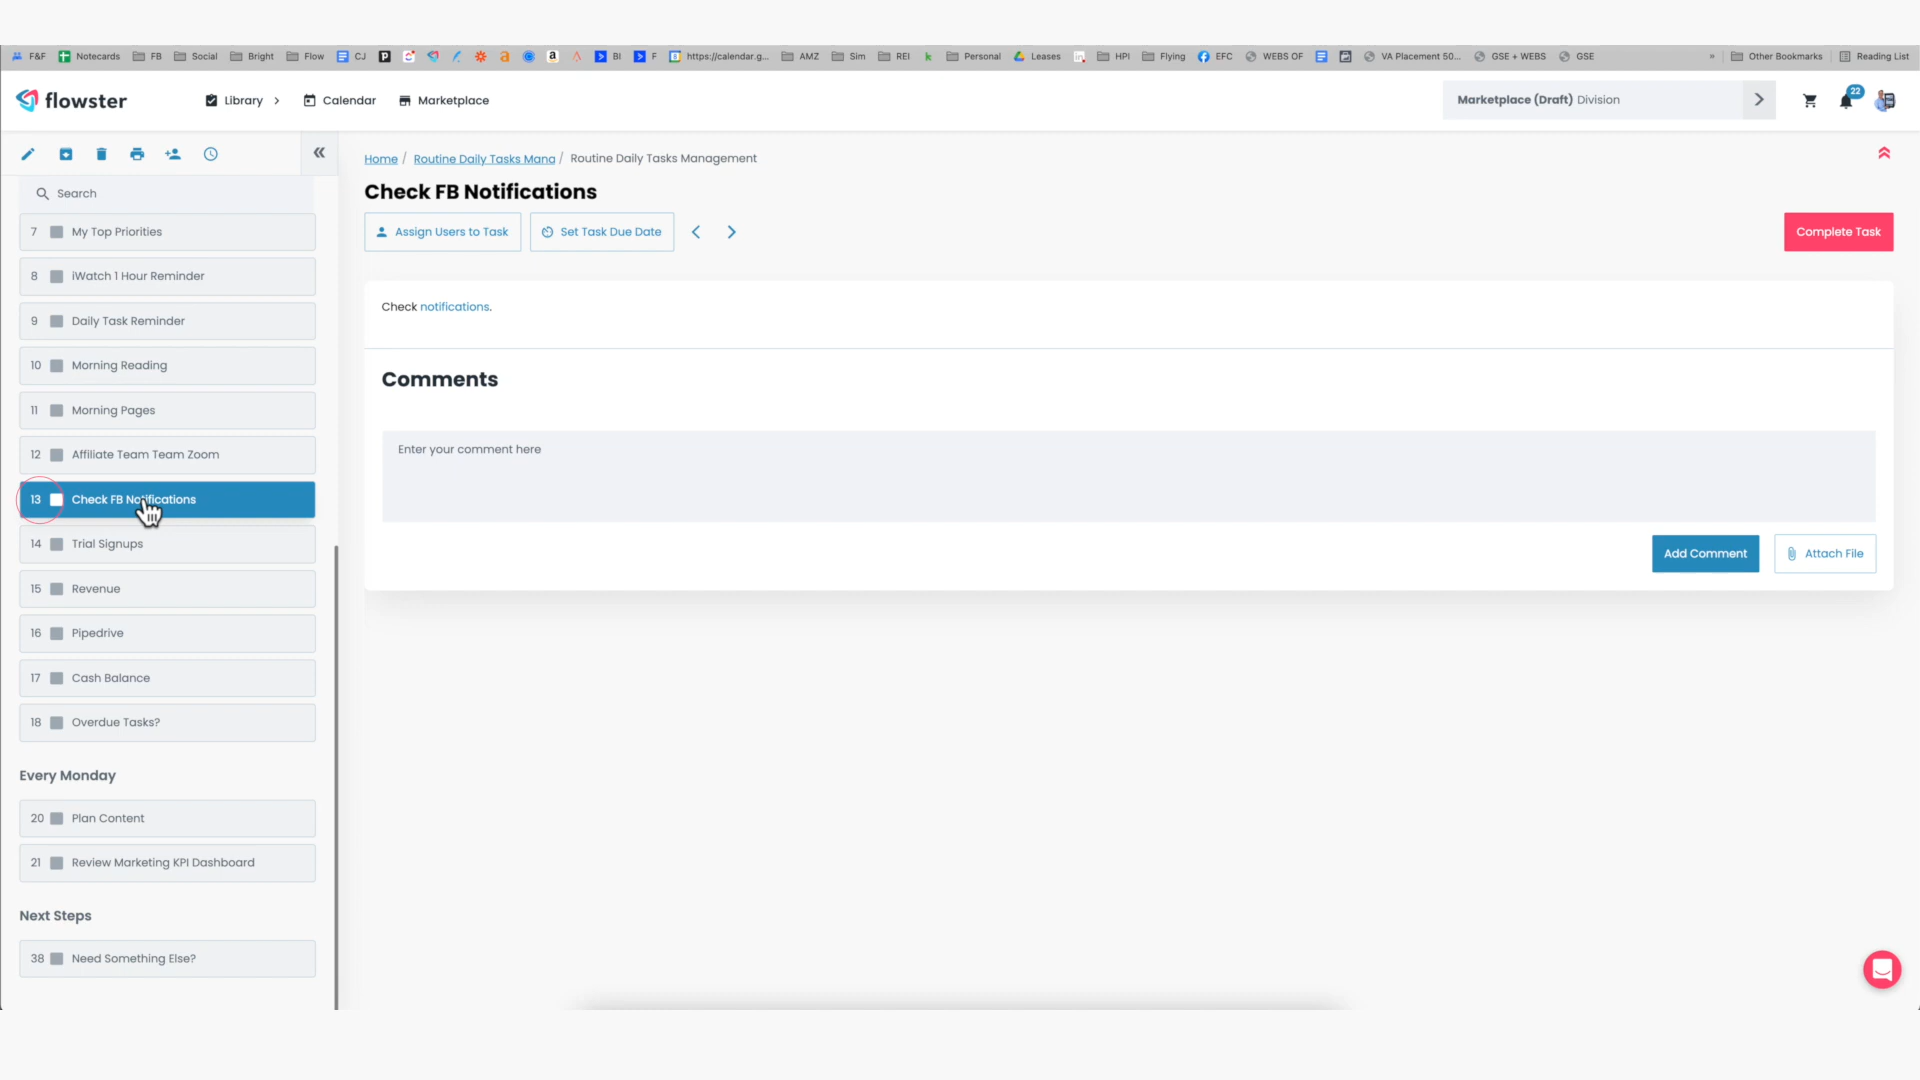 F&F Notecards FB Social Bright Flow CJ BI F https://calendar.g... AMZ Sim REI Personal Leases HPI Flying EFC WEBS OF VA Placement 50... GSE + WEBS GSE » Other Bookmarks Reading List
flowster
Library
Calendar
Marketplace
Marketplace (Draft) Division
22
Home / Routine Daily Tasks Mana / Routine Daily Tasks Management
Check FB Notifications
Assign Users to Task
Set Task Due Date
Complete Task
Check notifications.
Comments
Enter your comment here
Add Comment
Attach File
Search
7 My Top Priorities
8 iWatch 1 Hour Reminder
9 Daily Task Reminder
10 Morning Reading
11 Morning Pages
12 Affiliate Team Team Zoom
13 Check FB Notifications
14 Trial Signups
15 Revenue
16 Pipedrive
17 Cash Balance
18 Overdue Tasks?
Every Monday
20 Plan Content
21 Review Marketing KPI Dashboard
Next Steps
38 Need Something Else?